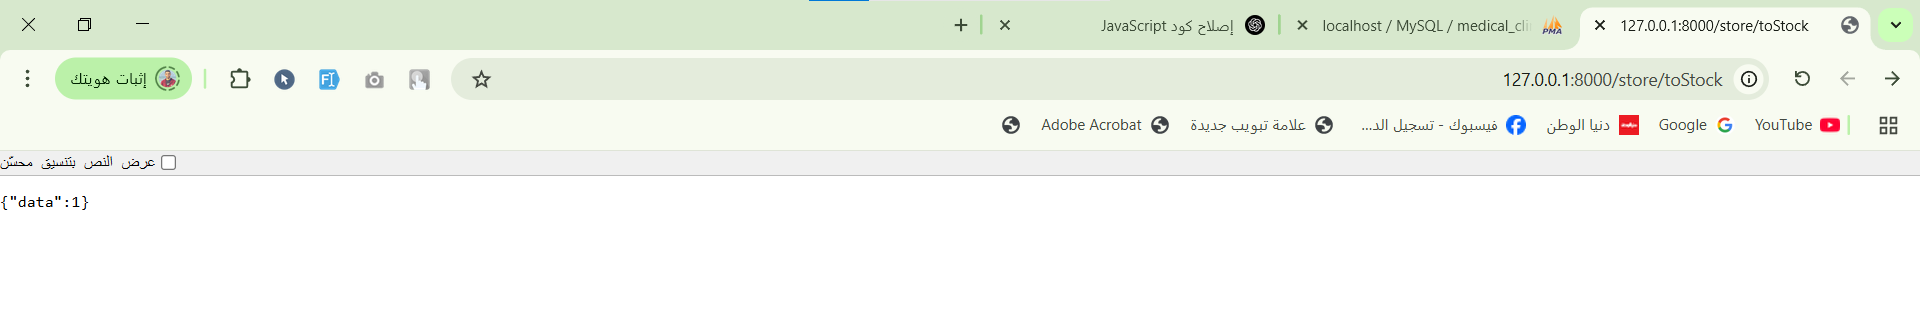 127.0.0.1:8000/store/toStock
localhost / MySQL / medical_cli
إصلاح كود JavaScript
127.0.0.1:8000/store/toStock
إثبات هويتك
YouTube
Google
دنيا الوطن
فيسبوك - تسجيل الد...
علامة تبويب جديدة
Adobe Acrobat
عرض النص بتنسيق محسّن
{"data":1}